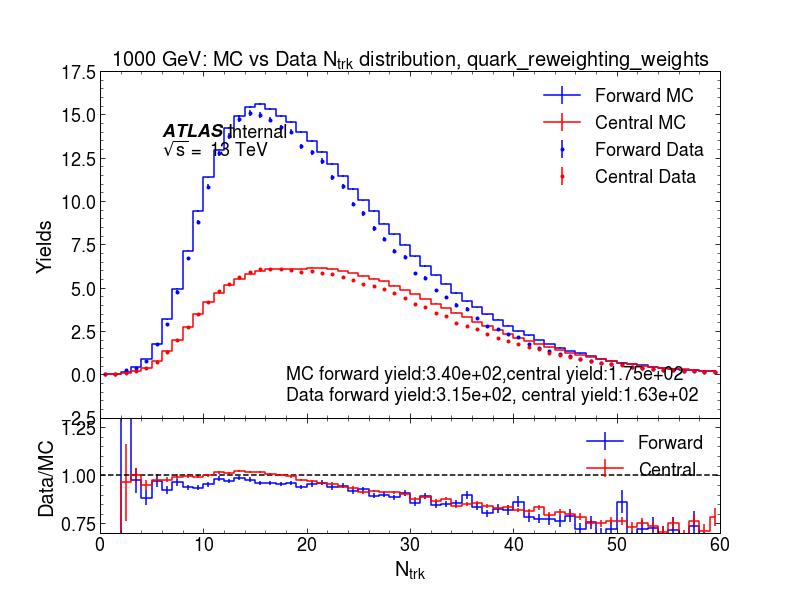 1000 GeV: MC vs Data Ntrk distribution, quark_reweighting_weights
17.5
15.0
12.5
10.0
7.5
5.0
2.5
0.0
2.5
Yields
ATLAS Internal
√s = 13 TeV
Forward MC
Central MC
Forward Data
Central Data
MC forward yield:3.40e+02,central yield:1.75e+02
Data forward yield:3.15e+02, central yield:1.63e+02
1.25
1.00
0.75
Data/MC
Forward
Central
0 10 20 30 40 50 60
Ntrk